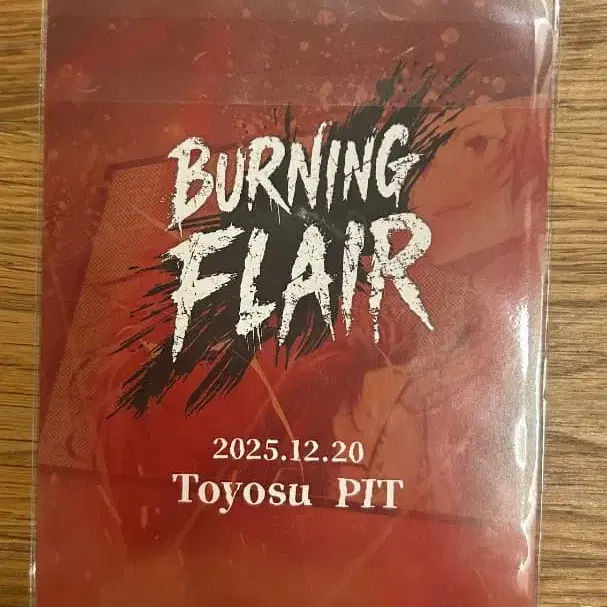 BURNING
FLAIR
2025.12.20
Toyosu PIT